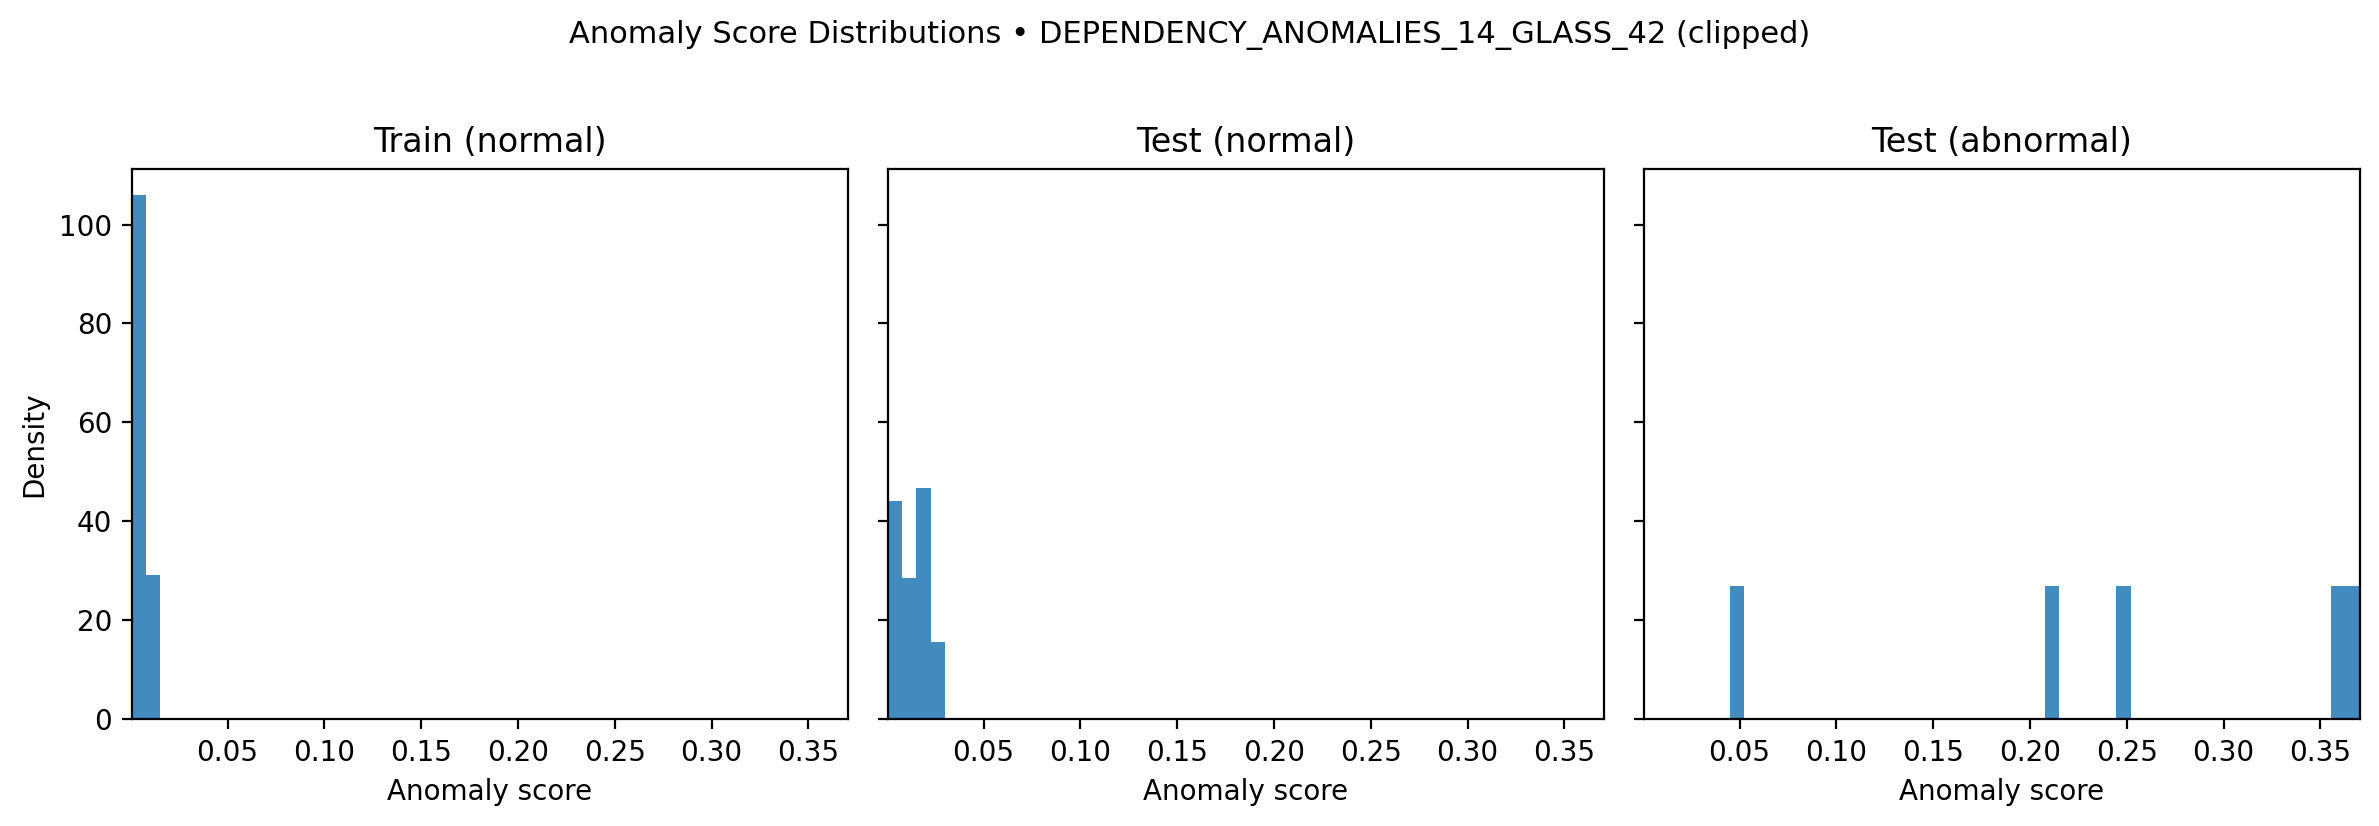 Anomaly Score Distributions • DEPENDENCY_ANOMALIES_14_GLASS_42 (clipped)
Train (normal)
Test (normal)
Test (abnormal)
Density
100
80
60
40
20
0
0.05 0.10 0.15 0.20 0.25 0.30 0.35
0.05 0.10 0.15 0.20 0.25 0.30 0.35
0.05 0.10 0.15 0.20 0.25 0.30 0.35
Anomaly score
Anomaly score
Anomaly score